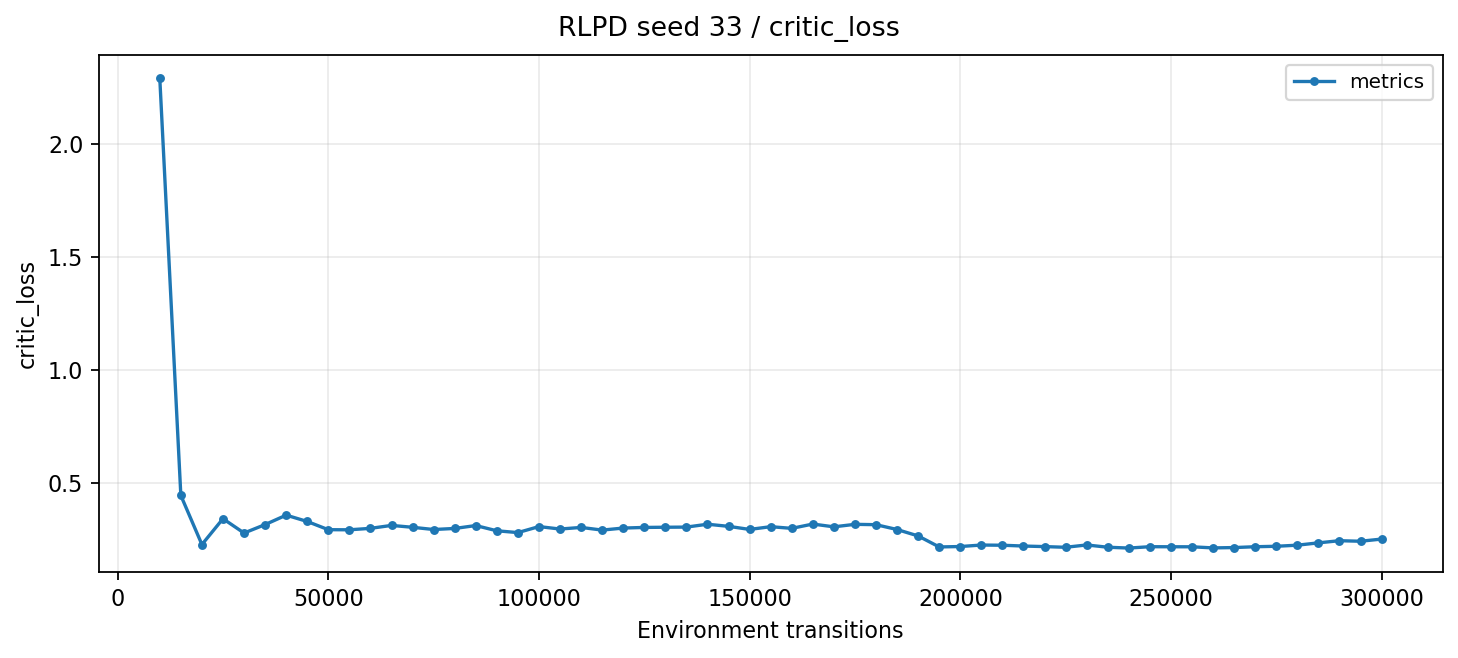 RLPD seed 33 / critic_loss
metrics
critic_loss
2.0
1.5
1.0
0.5
0 50000 100000 150000 200000 250000 300000
Environment transitions